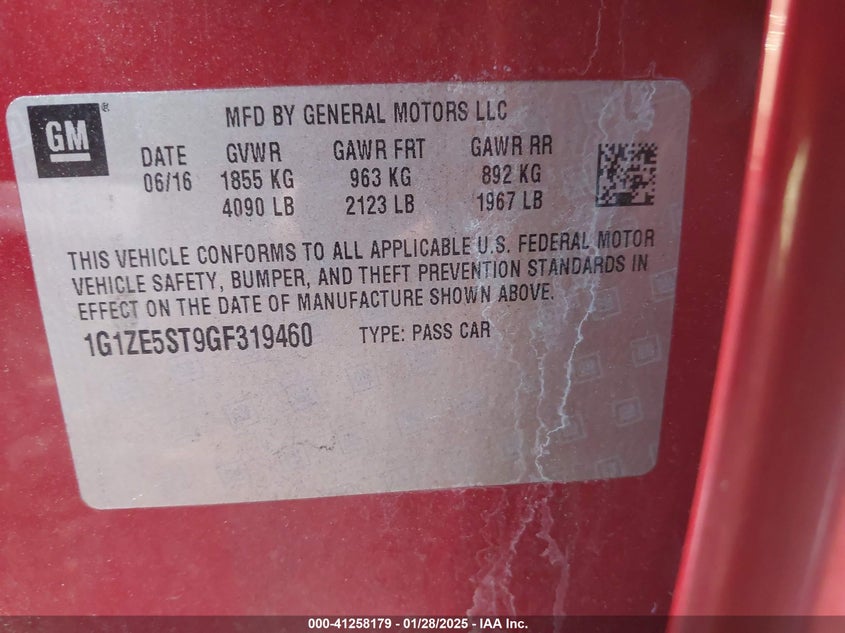 GM®
MFD BY GENERAL MOTORS LLC
DATE GVWR GAWR FRT GAWR RR
06/16 1855 KG 963 KG 892 KG
4090 LB 2123 LB 1967 LB
THIS VEHICLE CONFORMS TO ALL APPLICABLE U.S. FEDERAL MOTOR
VEHICLE SAFETY, BUMPER, AND THEFT PREVENTION STANDARDS IN
EFFECT ON THE DATE OF MANUFACTURE SHOWN ABOVE.
1G1ZE5ST9GF319460 TYPE: PASS CAR
000-41258179 | 01/28/2025 - IAA Inc.